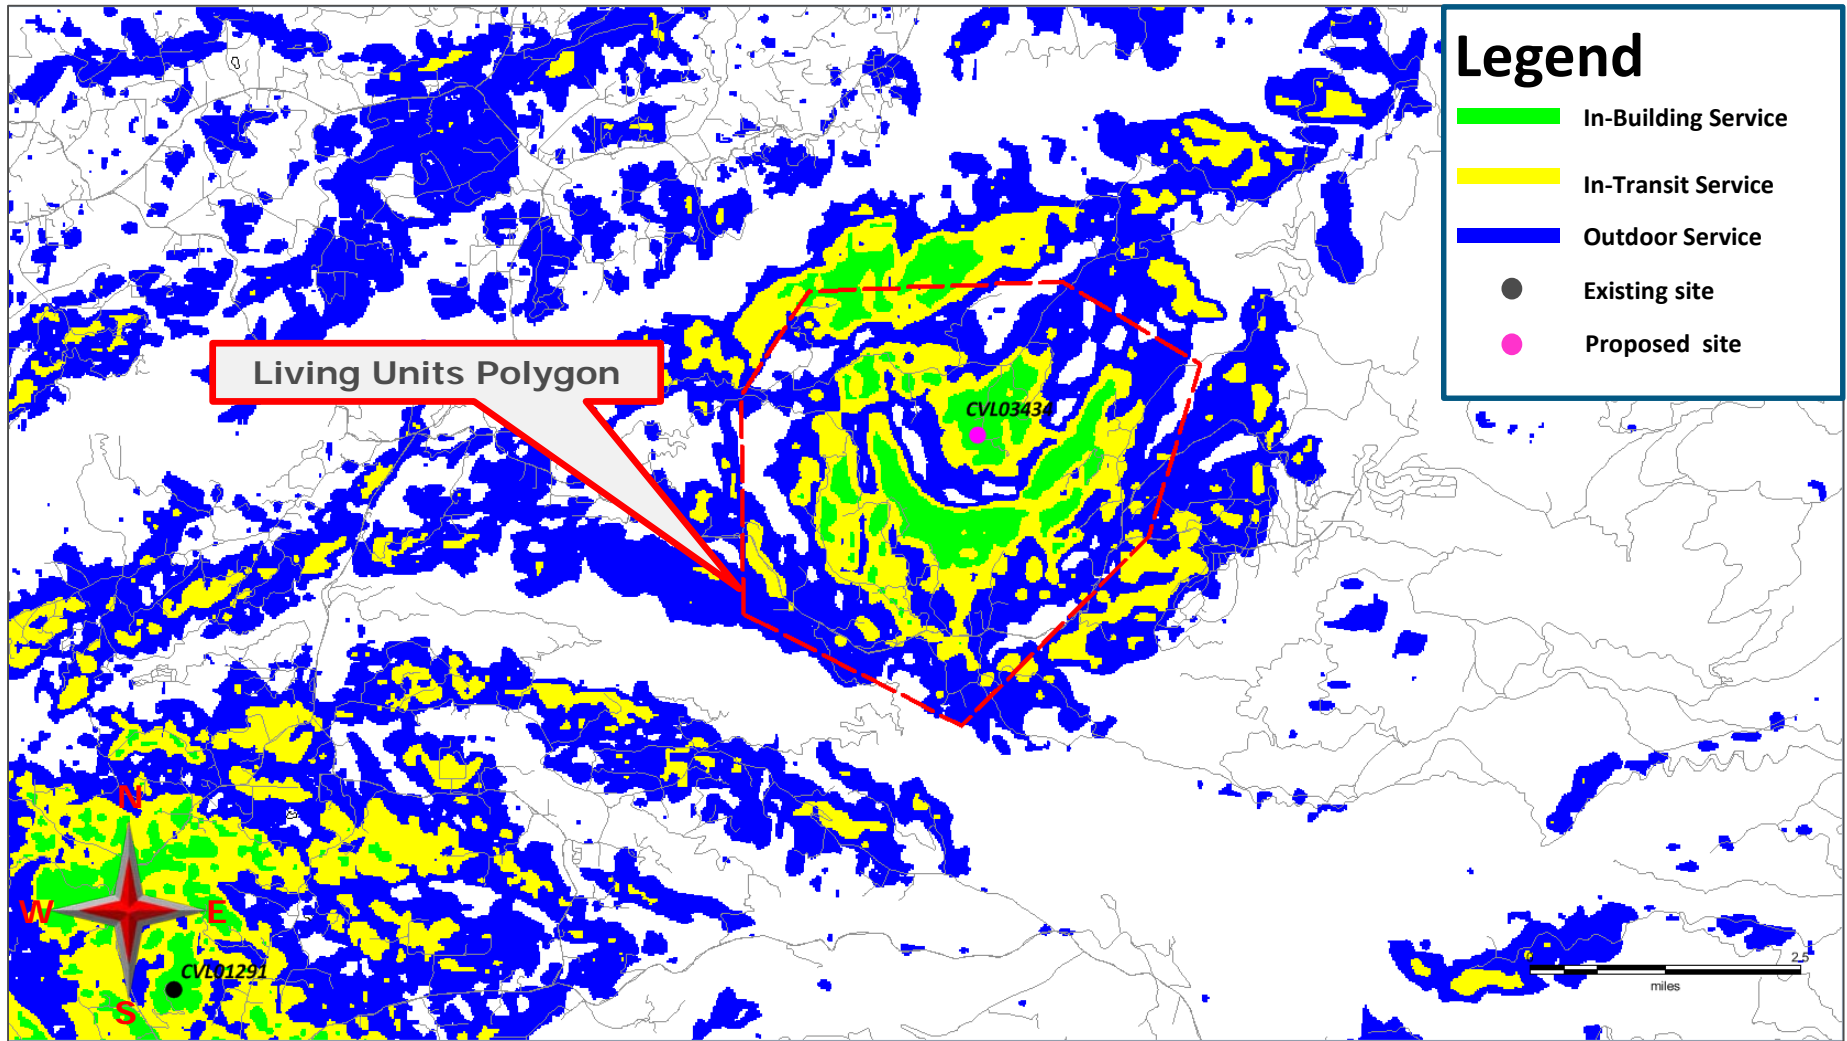 Legend
In-Building Service
In-Transit Service
Outdoor Service
Existing site
Proposed site
Living Units Polygon
CVL03434
N
W
E
S
CVL01291
2.5
miles